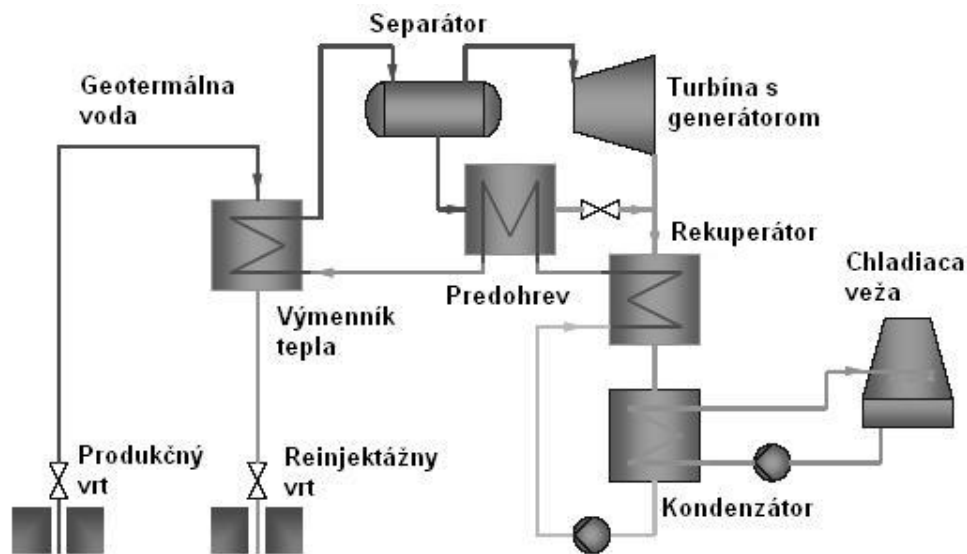 Separátor
Geotermálna
voda
Turbína s
generátorom
Rekuperátor
Predohrev
Chladiaca
veža
Výmenník
tepla
Produkčný
vrt
Reinjektážny
vrt
Kondenzátor